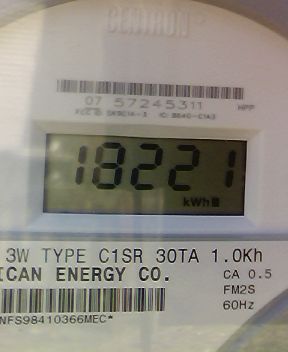 CENTRON
07 57245311 HPP
18221
kWh
3W TYPE C1SR 30TA 1.0Kh
ICAN ENERGY CO.
CA 0.5
FM2S
60Hz
NFS98410366MEC*